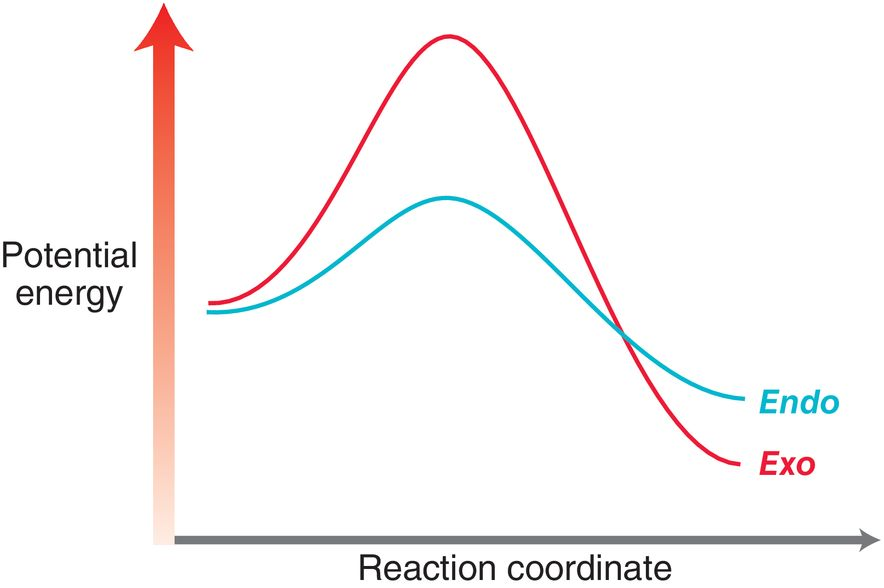 Potential
energy
Endo
Exo
Reaction coordinate